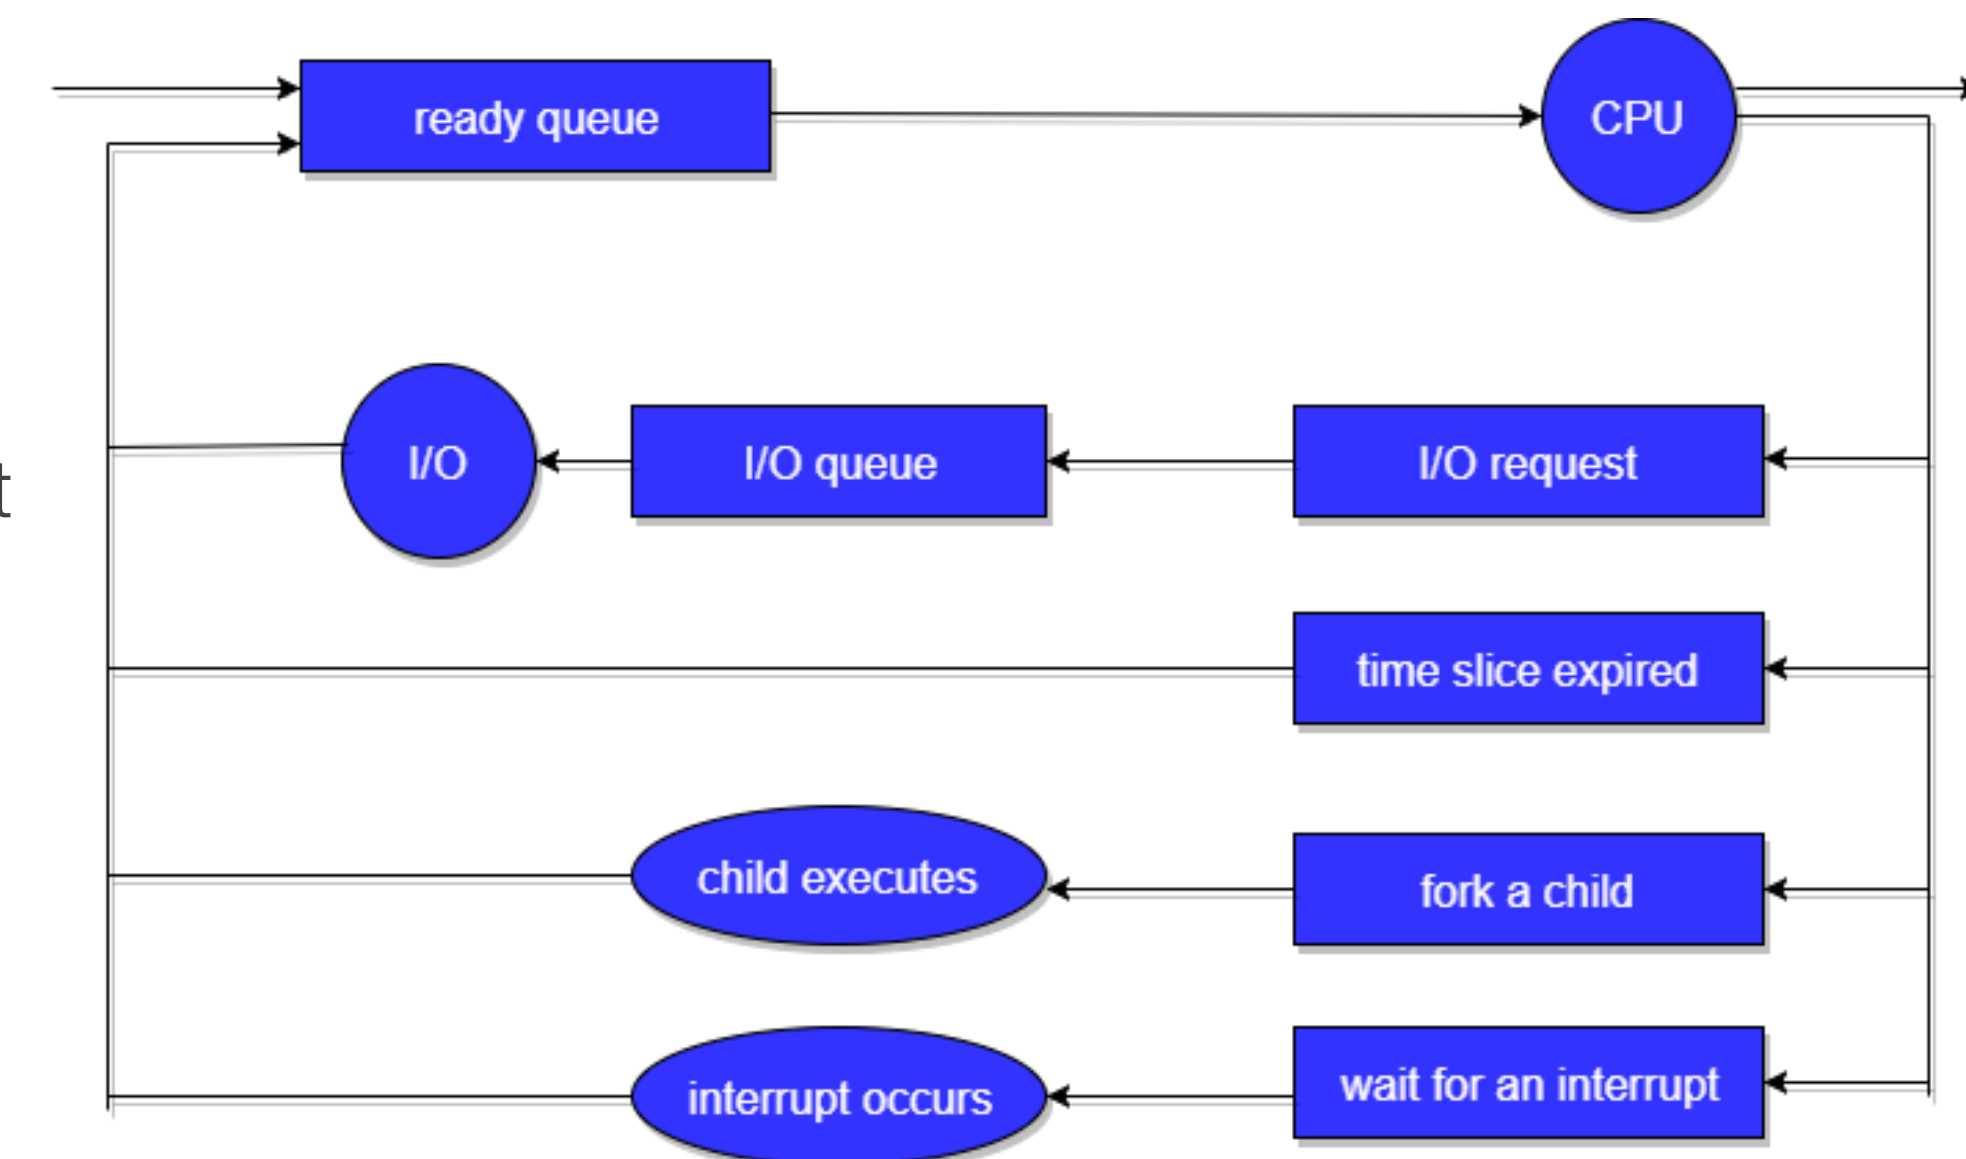 ready queue
CPU
I/O
I/O queue
I/O request
t
time slice expired
child executes
fork a child
interrupt occurs
wait for an interrupt